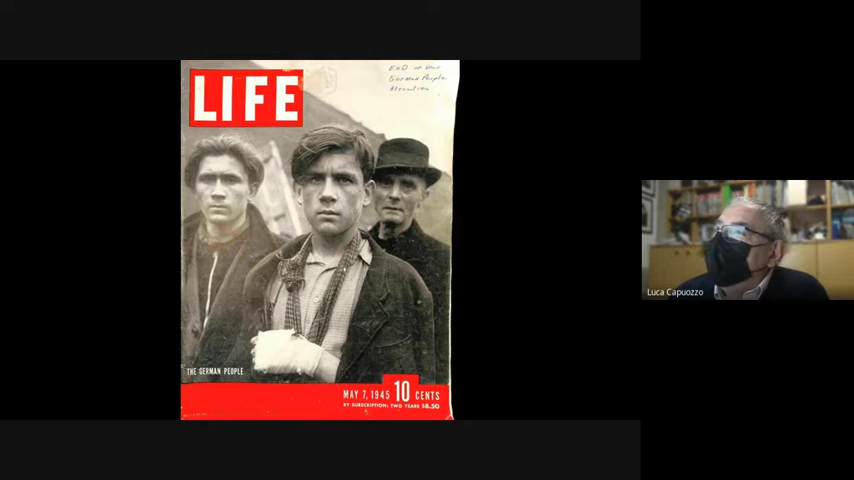 LIFE
END of War
German People
THE GERMAN PEOPLE
MAY 7, 1945 10 CENTS
BY SUBSCRIPTION: TWO YEARS $8.50
Luca Capuozzo